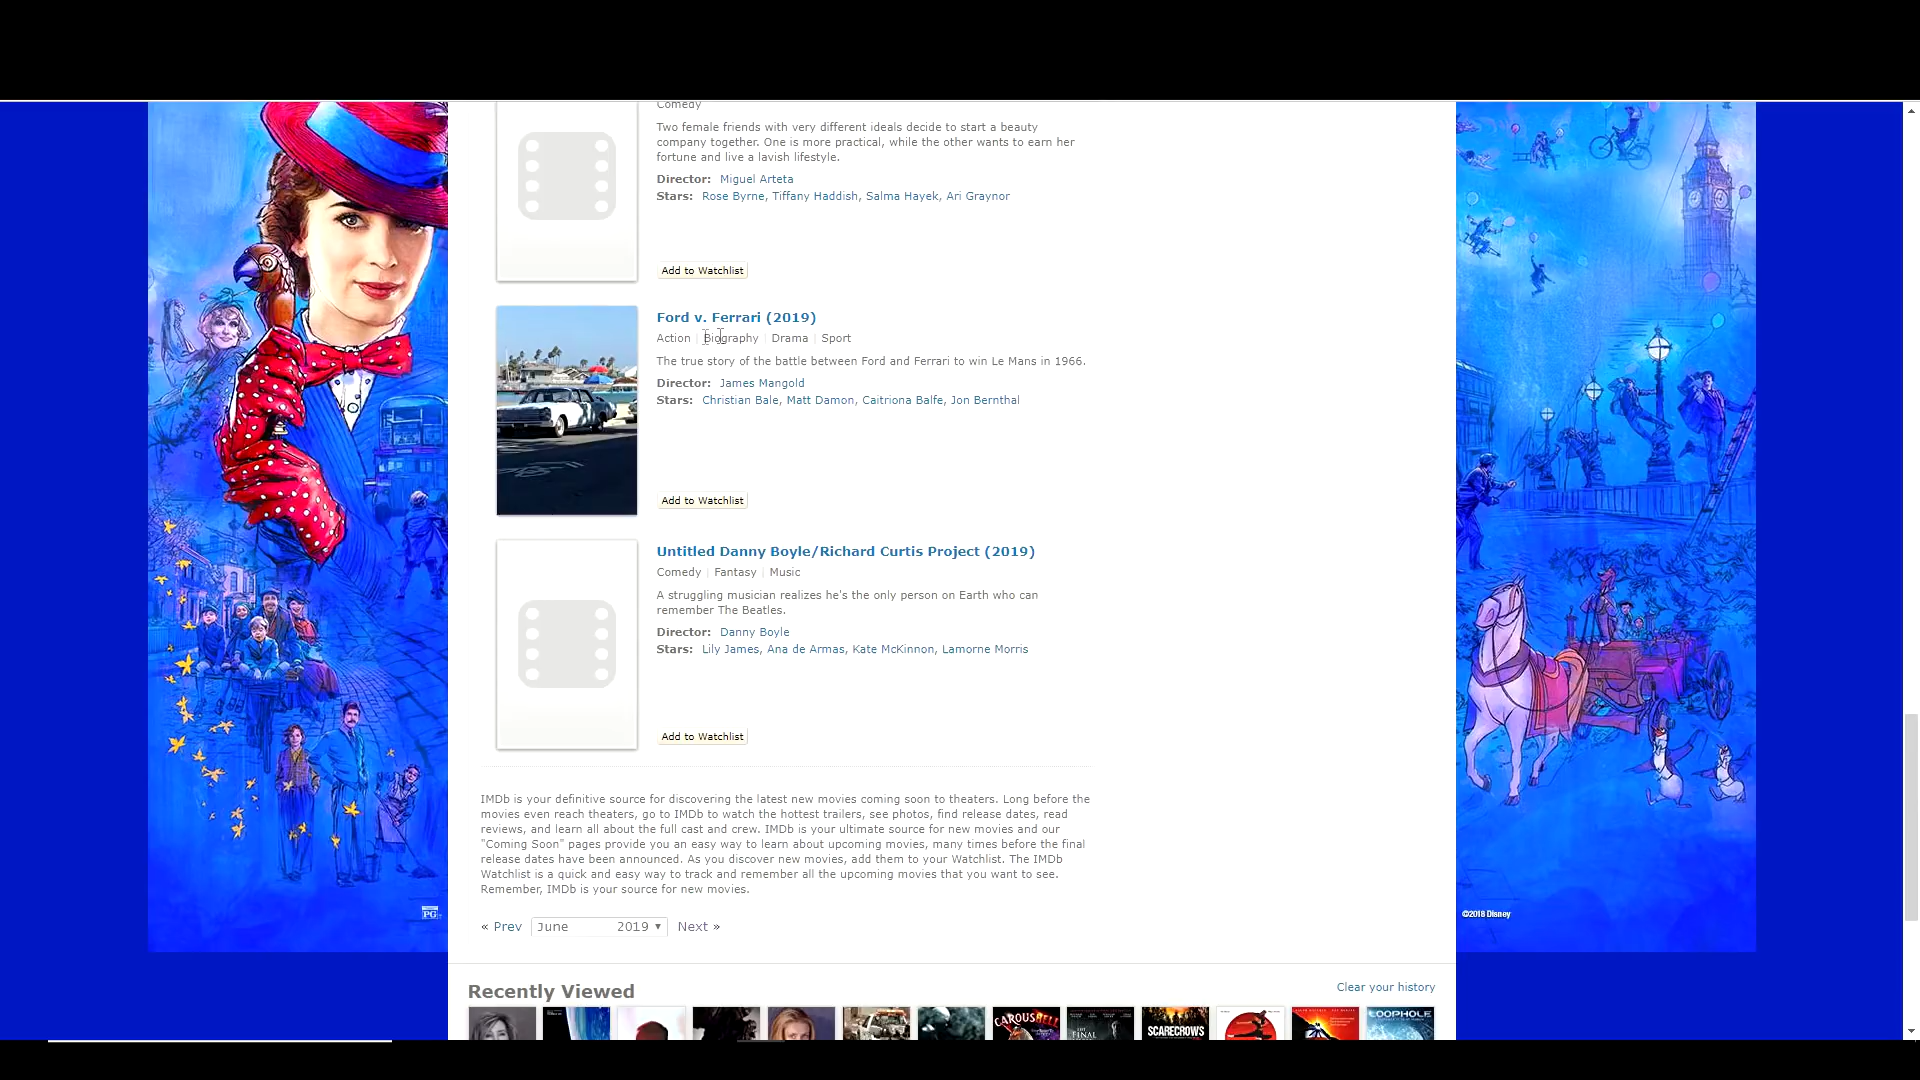 Comedy
Two female friends with very different ideals decide to start a beauty
company together. One is more practical, while the other wants to earn her
fortune and live a lavish lifestyle.
Director: Miguel Arteta
Stars: Rose Byrne, Tiffany Haddish, Salma Hayek, Ari Graynor
Add to Watchlist
Ford v. Ferrari (2019)
Action | Biography | Drama | Sport
The true story of the battle between Ford and Ferrari to win Le Mans in 1966.
Director: James Mangold
Stars: Christian Bale, Matt Damon, Caitriona Balfe, Jon Bernthal
Add to Watchlist
Untitled Danny Boyle/Richard Curtis Project (2019)
Comedy | Fantasy | Music
A struggling musician realizes he's the only person on Earth who can
remember The Beatles.
Director: Danny Boyle
Stars: Lily James, Ana de Armas, Kate McKinnon, Lamorne Morris
Add to Watchlist
IMDb is your definitive source for discovering the latest new movies coming soon to theaters. Long before the
movies even reach theaters, go to IMDb to watch the hottest trailers, see photos, find release dates, read
reviews, and learn all about the full cast and crew. IMDb is your ultimate source for new movies and our
"Coming Soon" pages provide you an easy way to learn about upcoming movies, many times before the final
release dates have been announced. As you discover new movies, add them to your Watchlist. The IMDb
Watchlist is a quick and easy way to track and remember all the upcoming movies that you want to see.
Remember, IMDb is your source for new movies.
PG
©2018 Disney
« Prev June 2019 ▼ Next »
Recently Viewed
Clear your history
CAROUSHELL
FINAL
SCARECROWS
LOOPHOLE